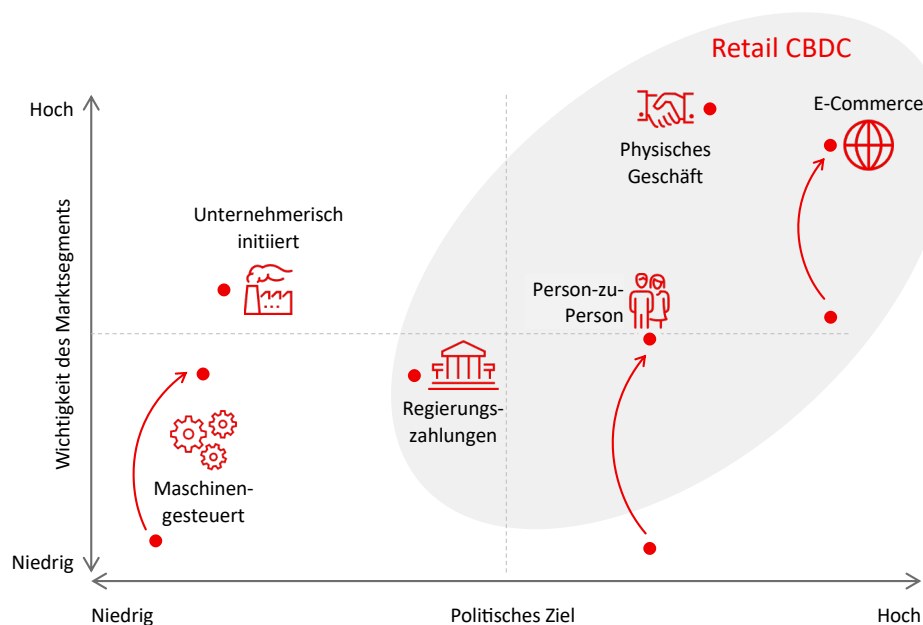 Retail CBDC
Hoch
E-Commerce
Physisches
Geschäft
Unternehmerisch
initiiert
Person-zu-
Person
Wichtigkeit des Marktsegments
Regierungs-
zahlungen
Maschinen-
gesteuert
Niedrig
Niedrig
Politisches Ziel
Hoch